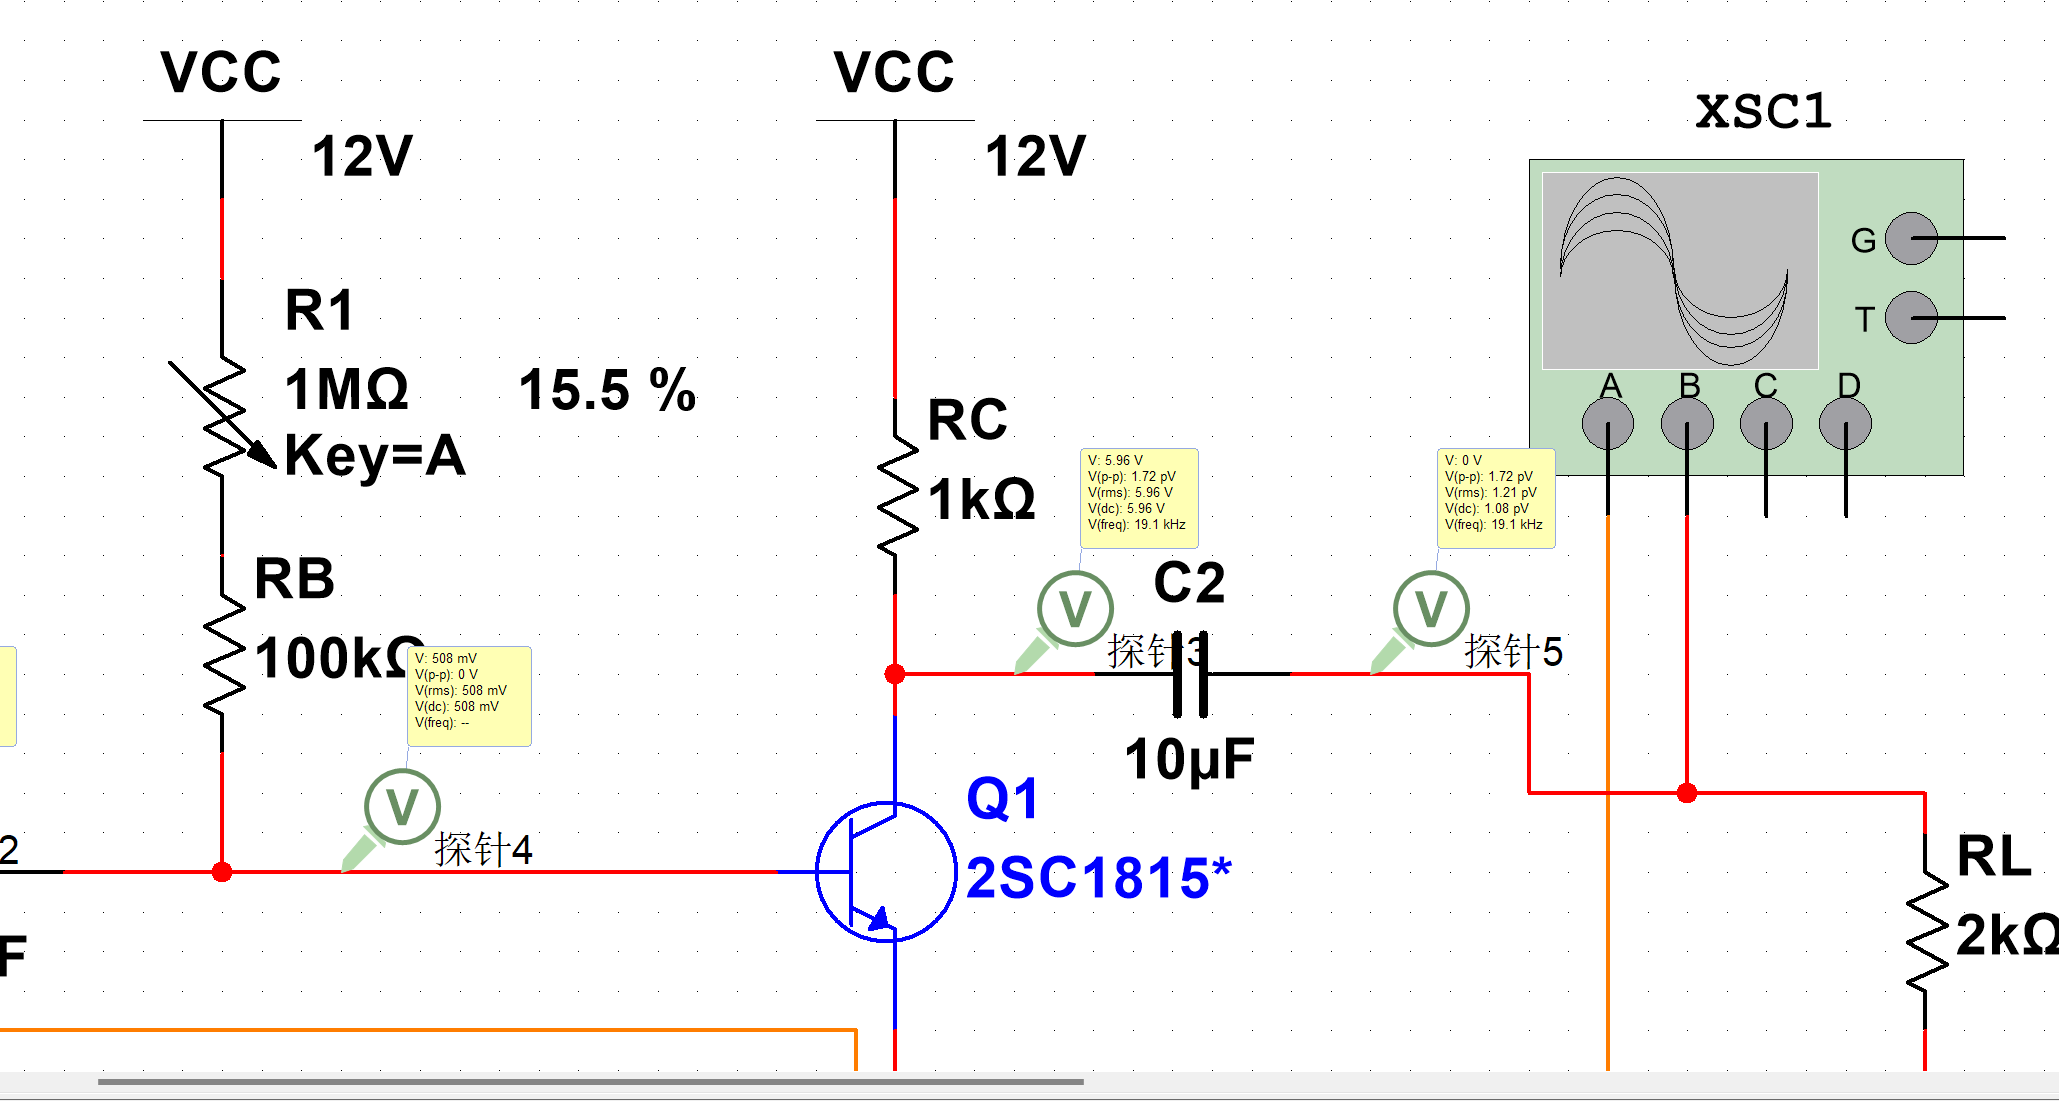 VCC
12V
VCC
12V
XSC1
G
T
A
B
C
D
R1
1MΩ
15.5 %
Key=A
RC
1kΩ
V: 5.96 V
V(p-p): 1.72 pV
V(rms): 5.96 V
V(dc): 5.96 V
V(freq): 19.1 kHz
V: 0 V
V(p-p): 1.72 pV
V(rms): 1.21 pV
V(dc): 1.08 pV
V(freq): 19.1 kHz
RB
100kΩ
V
探针3
C2
10µF
V
探针5
V: 508 mV
V(p-p): 0 V
V(rms): 508 mV
V(dc): 508 mV
V(freq): --
V
探针4
2
F
Q1
2SC1815*
RL
2kΩ